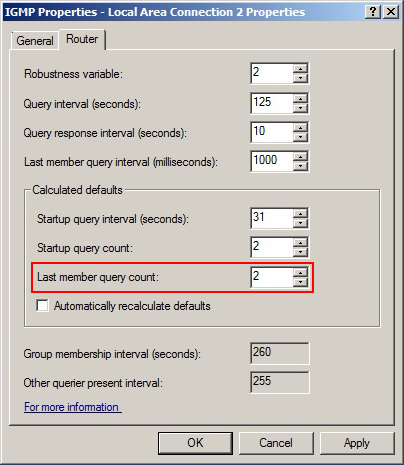 IGMP Properties - Local Area Connection 2 Properties
General Router
Robustness variable: 2
Query interval (seconds): 125
Query response interval (seconds): 10
Last member query interval (milliseconds): 1000
Calculated defaults
Startup query interval (seconds): 31
Startup query count: 2
Last member query count: 2
Automatically recalculate defaults
Group membership interval (seconds): 260
Other querier present interval: 255
For more information
OK Cancel Apply